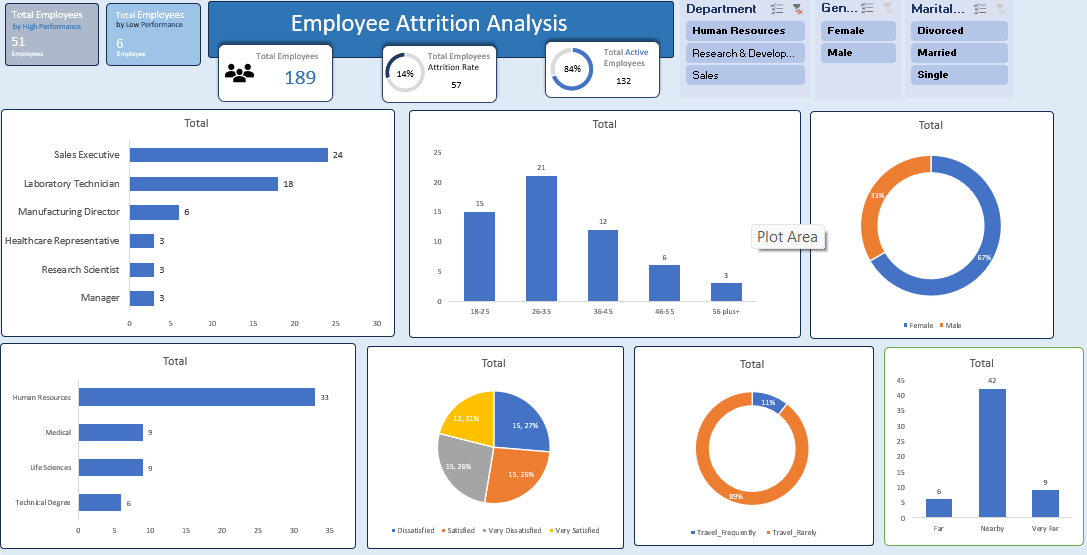 Total Employees
by High Performance
51
Employees
Total Employees
by Low Performance
6
Employee
Employee Attrition Analysis
Total Employees
189
14%
Total Employees
Attrition Rate
57
84%
Total Active
Employees
132
Department
Human Resources
Research & Develop...
Sales
Gen...
Female
Male
Marital...
Divorced
Married
Single
Total
Sales Executive
24
Laboratory Technician
18
Manufacturing Director
6
Healthcare Representative
3
Research Scientist
3
Manager
3
0 5 10 15 20 25 30
Total
25
20
15
10
5
0
15
21
12
6
3
18-25 26-35 36-45 46-55 56 plus+
Plot Area
Total
33%
67%
Female Male
Total
Human Resources
33
Medical
9
Life Sciences
9
Technical Degree
6
0 5 10 15 20 25 30 35
Total
12, 21%
15, 27%
15, 26%
15, 26%
Dissatisfied Satisfied Very Dissatisfied Very Satisfied
Total
11%
89%
Travel_Frequently Travel_Rarely
Total
45
40
35
30
25
20
15
10
5
0
6
42
9
Far Nearby Very Far